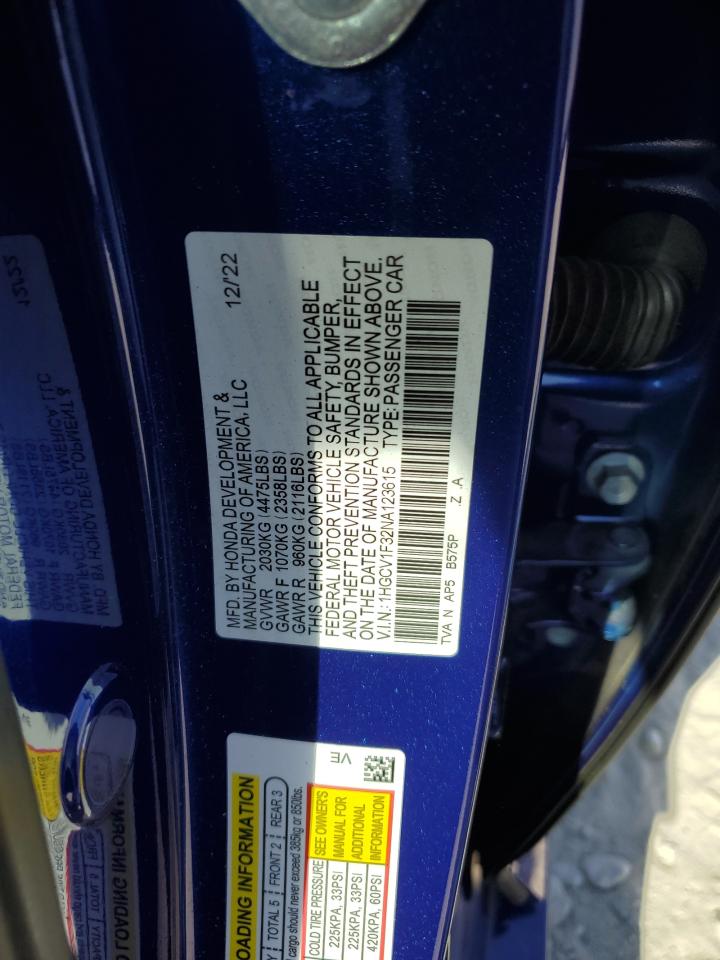 MFD. BY HONDA DEVELOPMENT &
MANUFACTURING OF AMERICA, LLC 12/22
GVWR 2030KG (4475LBS)
GAWR F 1070KG (2358LBS)
GAWR R 960KG (2116LBS)
THIS VEHICLE CONFORMS TO ALL APPLICABLE
FEDERAL MOTOR VEHICLE SAFETY, BUMPER,
AND THEFT PREVENTION STANDARDS IN EFFECT
ON THE DATE OF MANUFACTURE SHOWN ABOVE.
V.I.N.: 1HGCV1F32NA123615 TYPE: PASSENGER CAR
TVA N AP5 B575P .Z .A
OADING INFORMATION
Y TOTAL 5 FRONT 2 REAR 3
cargo should never exceed 385kg or 850lbs.
COLD TIRE PRESSURE SEE OWNER'S
225KPA, 33PSI MANUAL FOR
225KPA, 33PSI ADDITIONAL
420KPA, 60PSI INFORMATION
VE